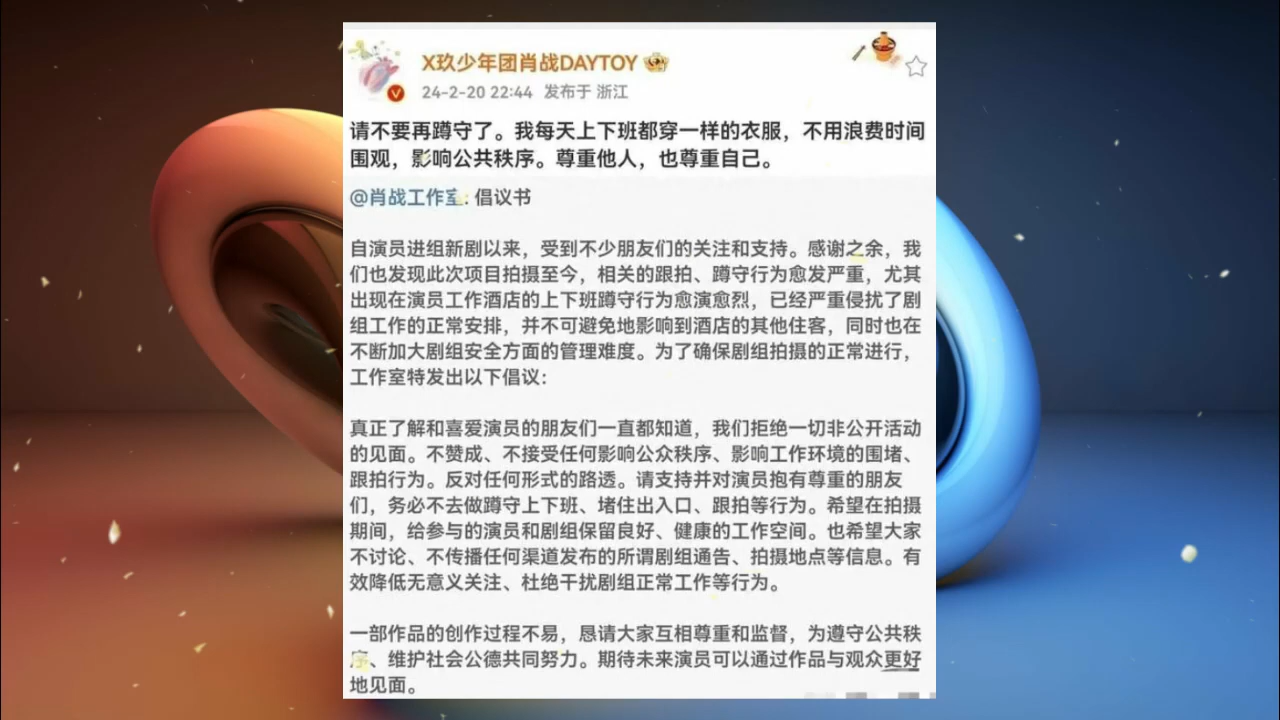 X玖少年团肖战DAYTOY
24-2-20 22:44 发布于 浙江
请不要再蹲守了。我每天上下班都穿一样的衣服，不用浪费时间
围观，影响公共秩序。尊重他人，也尊重自己。
@肖战工作室: 倡议书
自演员进组新剧以来，受到不少朋友们的关注和支持。感谢之余，我
们也发现此次项目拍摄至今，相关的跟拍、蹲守行为愈发严重，尤其
出现在演员工作酒店的上下班蹲守行为愈演愈烈，已经严重侵扰了剧
组工作的正常安排，并不可避免地影响到酒店的其他住客，同时也在
不断加大剧组安全方面的管理难度。为了确保剧组拍摄的正常进行，
工作室特发出以下倡议：
真正了解和喜爱演员的朋友们一直都知道，我们拒绝一切非公开活动
的见面。不赞成、不接受任何影响公众秩序、影响工作环境的围堵、
跟拍行为。反对任何形式的路透。请支持并对演员抱有尊重的朋友
们，务必不去做蹲守上下班、堵住出入口、跟拍等行为。希望在拍摄
期间，给参与的演员和剧组保留良好、健康的工作空间。也希望大家
不讨论、不传播任何渠道发布的所谓剧组通告、拍摄地点等信息。有
效降低无意义关注、杜绝干扰剧组正常工作等行为。
一部作品的创作过程不易，恳请大家互相尊重和监督，为遵守公共秩
序、维护社会公德共同努力。期待未来演员可以通过作品与观众更好
地见面。